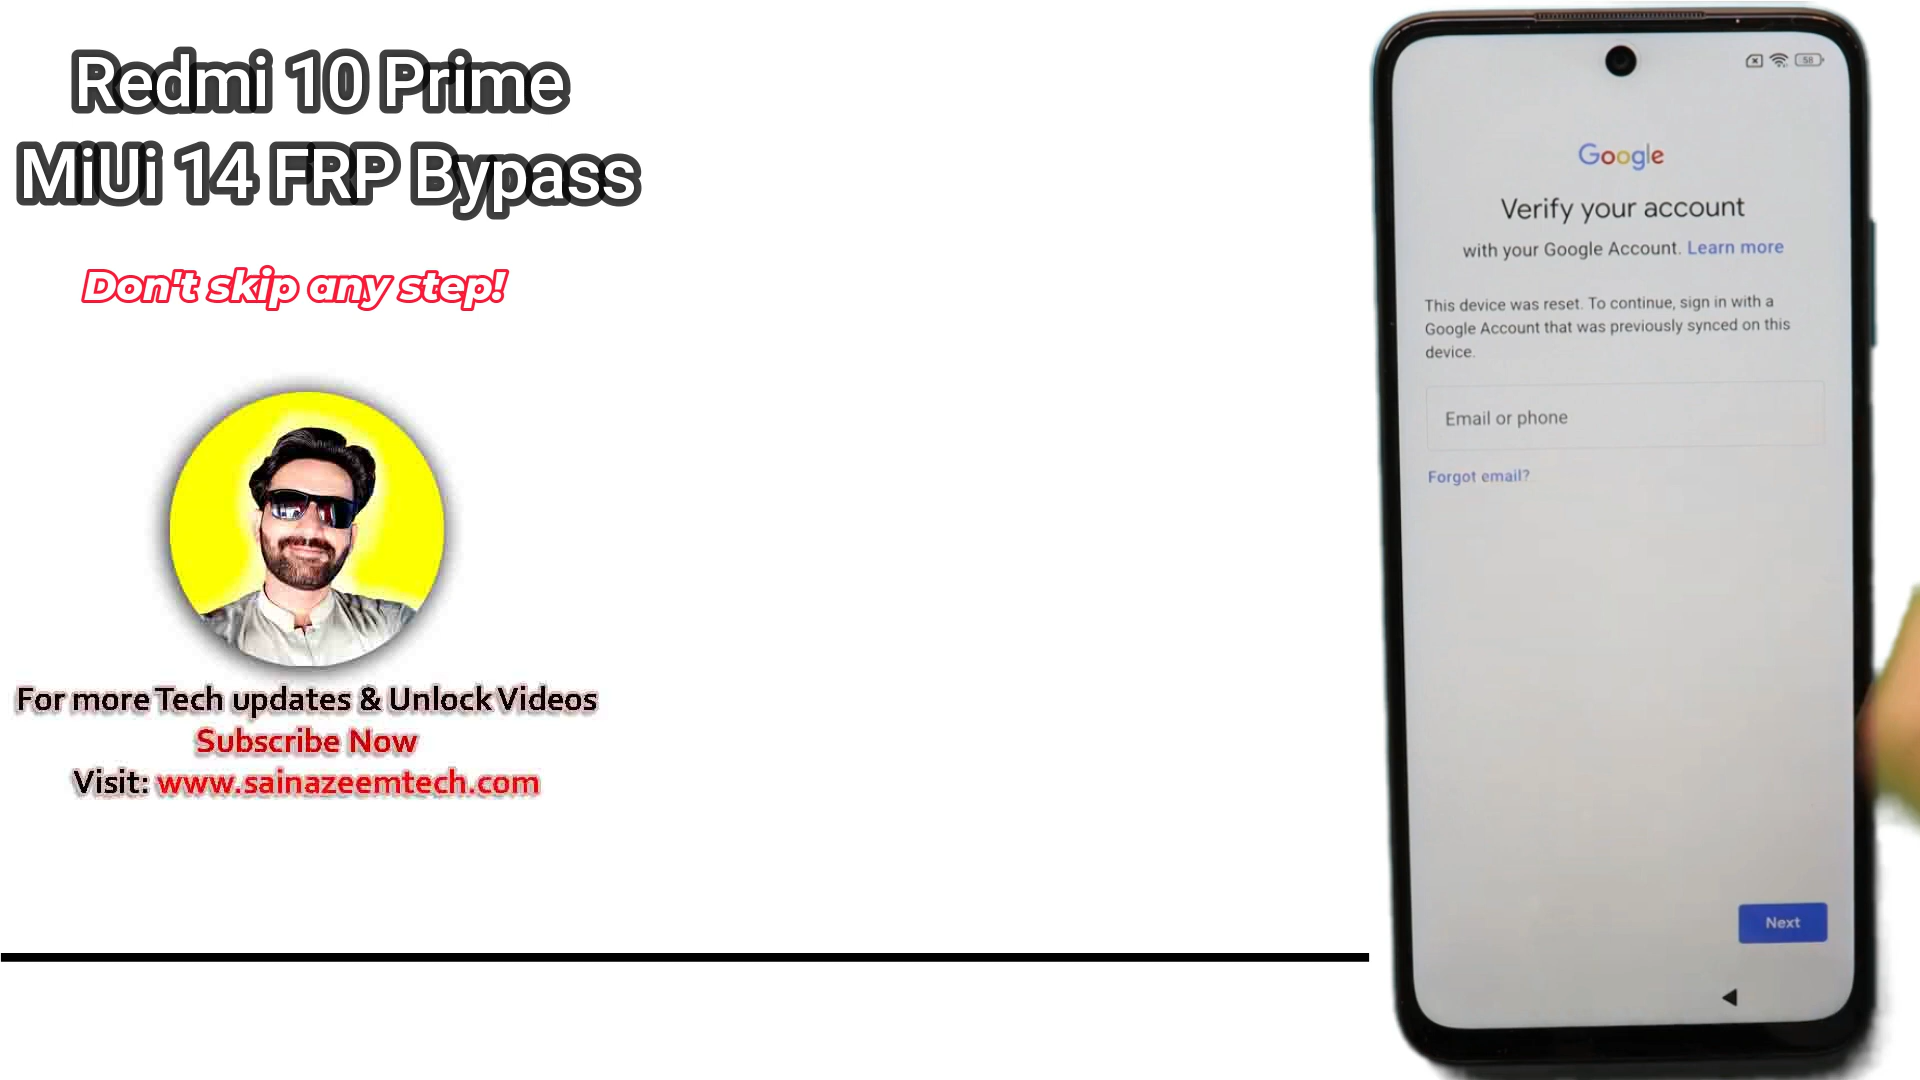 Redmi 10 Prime
MiUi 14 FRP Bypass
Don't skip any step!
For more Tech updates & Unlock Videos
Subscribe Now
Visit: www.sainazeemtech.com
58
Google
Verify your account
with your Google Account. Learn more
This device was reset. To continue, sign in with a
Google Account that was previously synced on this
device.
Email or phone
Forgot email?
Next